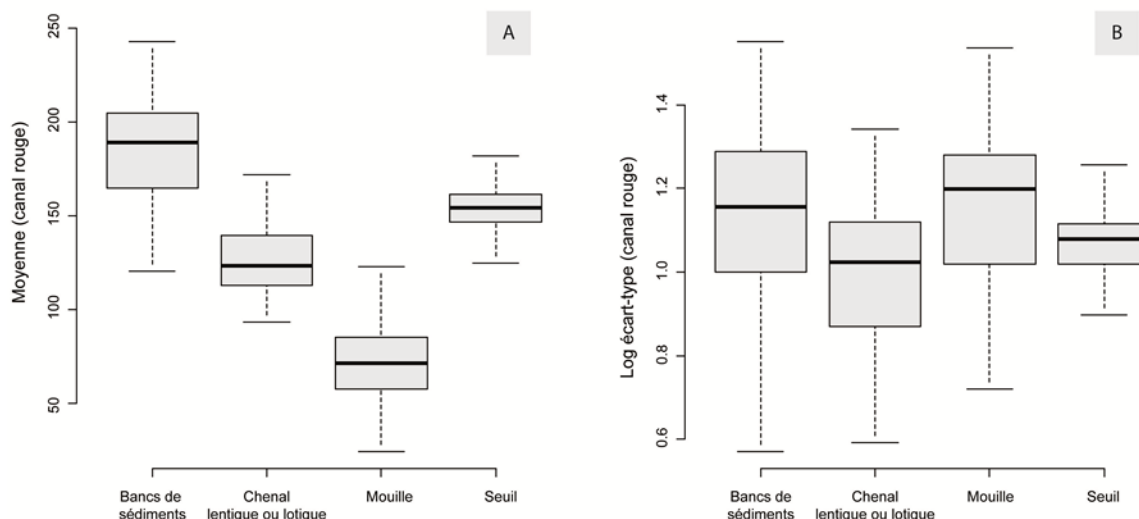 A
Moyenne (canal rouge)
250
200
150
100
50
Bancs de
sédiments
Chenal
lentique ou lotique
Mouille
Seuil
B
Log écart-type (canal rouge)
1.4
1.2
1.0
0.8
0.6
Bancs de
sédiments
Chenal
lentique ou lotique
Mouille
Seuil